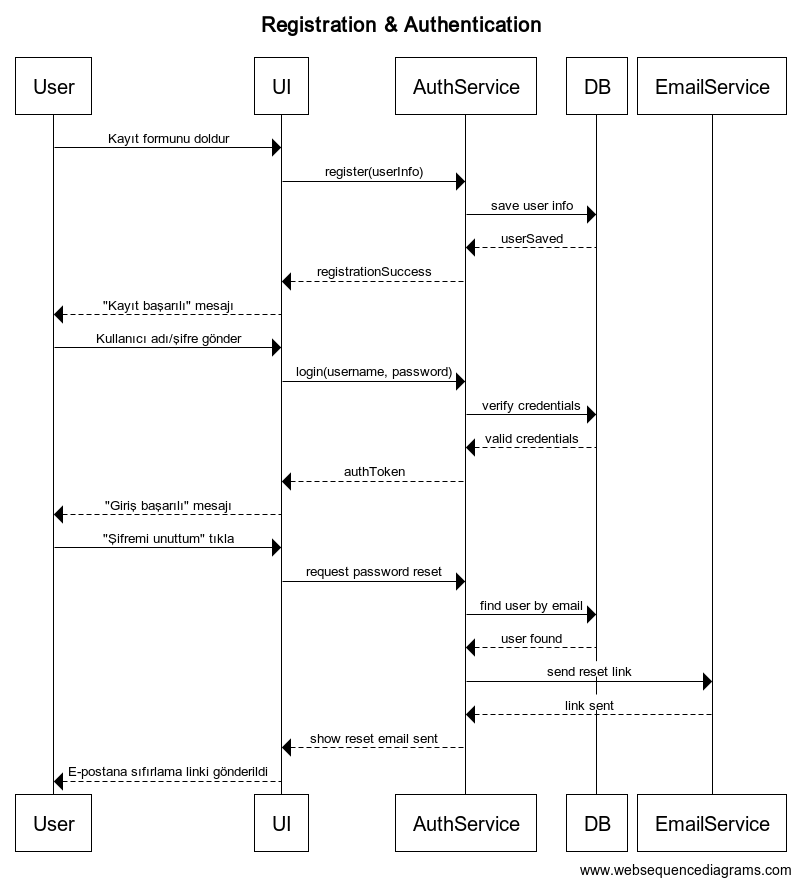 Registration & Authentication
User
UI
AuthService
DB
EmailService
Kayıt formunu doldur
register(userInfo)
save user info
userSaved
registrationSuccess
"Kayıt başarılı" mesajı
Kullanıcı adı/şifre gönder
login(username, password)
verify credentials
valid credentials
authToken
"Giriş başarılı" mesajı
"Şifremi unuttum" tıkla
request password reset
find user by email
user found
send reset link
link sent
show reset email sent
E-postana sıfırlama linki gönderildi
User
UI
AuthService
DB
EmailService
www.websequencediagrams.com